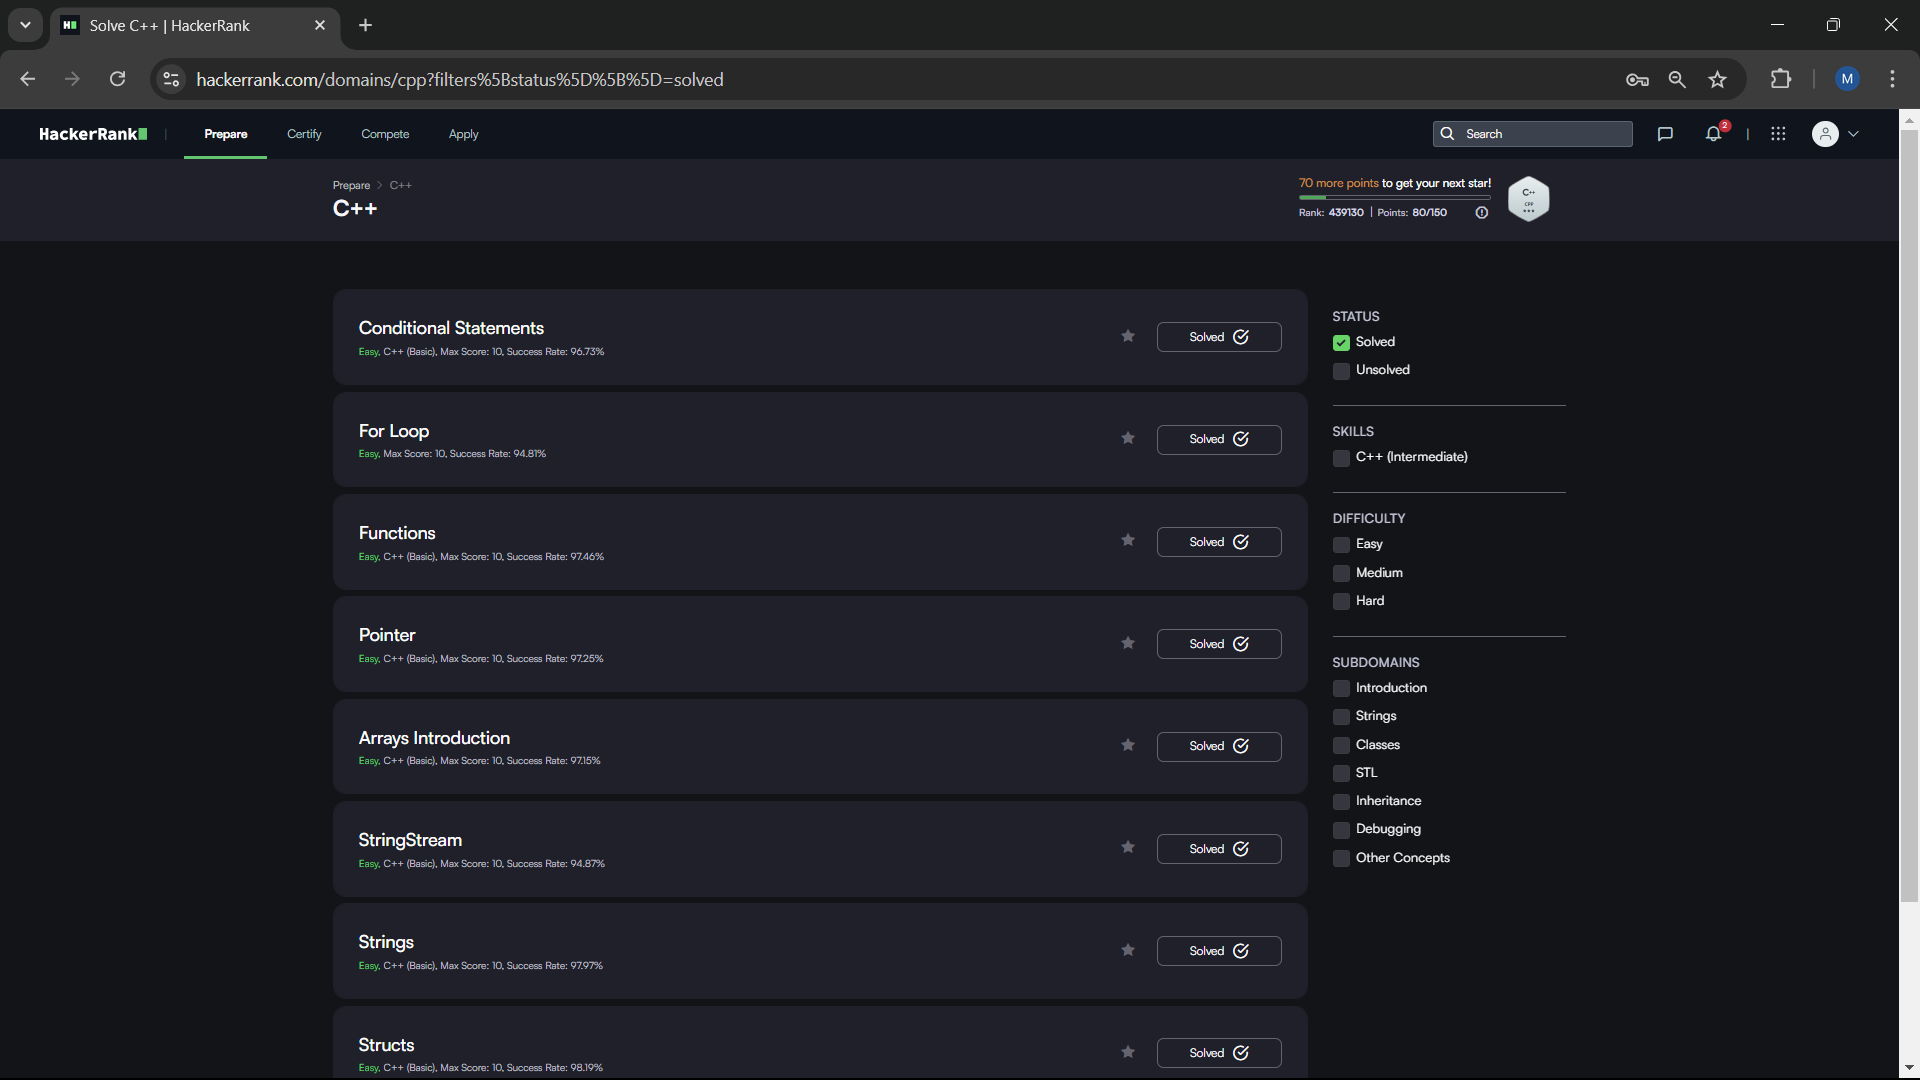 Solve C++ | HackerRank
hackerrank.com/domains/cpp?filters%5Bstatus%5D%5B%5D=solved
M
HackerRank
Prepare
Certify
Compete
Apply
Search
2
Prepare > C++
C++
70 more points to get your next star!
Rank: 439130 | Points: 80/150
C++
CPP
Conditional Statements
Easy, C++ (Basic), Max Score: 10, Success Rate: 96.73%
Solved
For Loop
Easy, Max Score: 10, Success Rate: 94.81%
Solved
Functions
Easy, C++ (Basic), Max Score: 10, Success Rate: 97.46%
Solved
Pointer
Easy, C++ (Basic), Max Score: 10, Success Rate: 97.25%
Solved
Arrays Introduction
Easy, C++ (Basic), Max Score: 10, Success Rate: 97.15%
Solved
StringStream
Easy, C++ (Basic), Max Score: 10, Success Rate: 94.87%
Solved
Strings
Easy, C++ (Basic), Max Score: 10, Success Rate: 97.97%
Solved
Structs
Easy, C++ (Basic), Max Score: 10, Success Rate: 98.19%
Solved
STATUS
Solved
Unsolved
SKILLS
C++ (Intermediate)
DIFFICULTY
Easy
Medium
Hard
SUBDOMAINS
Introduction
Strings
Classes
STL
Inheritance
Debugging
Other Concepts